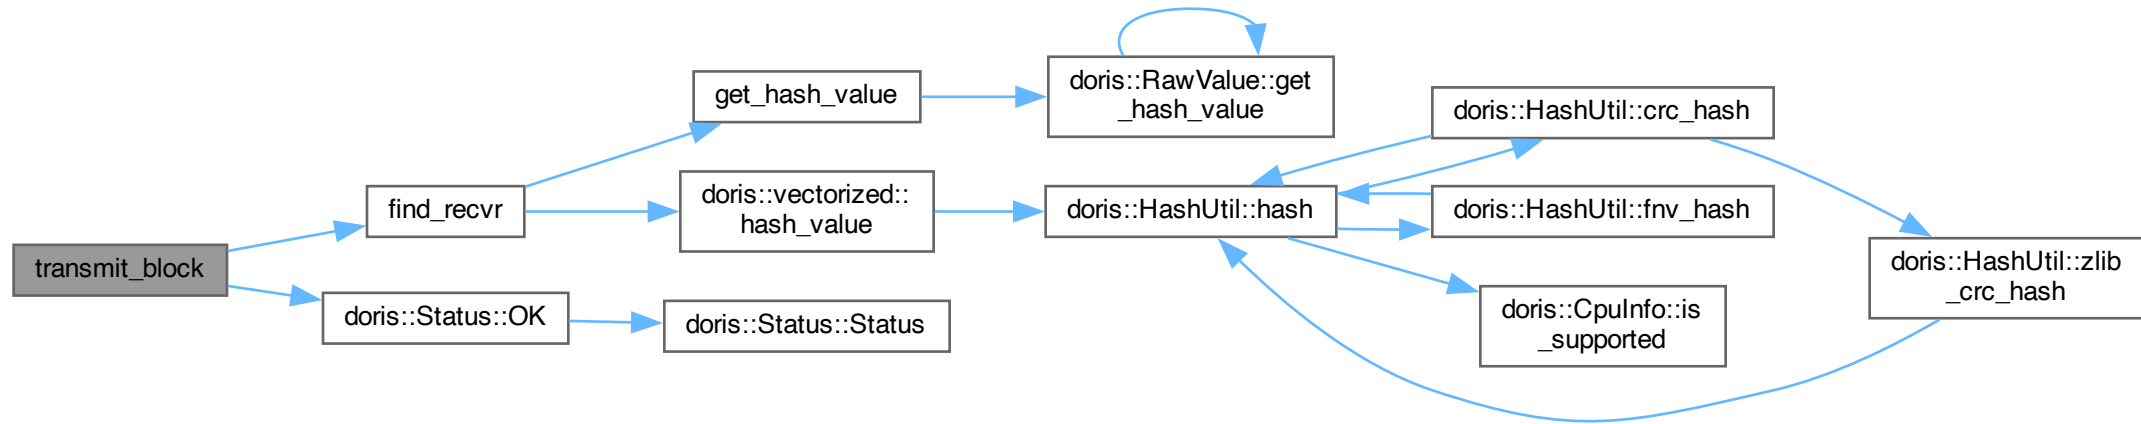 transmit_block
find_recvr
doris::Status::OK
get_hash_value
doris::vectorized::
hash_value
doris::Status::Status
doris::RawValue::get
_hash_value
doris::HashUtil::hash
doris::HashUtil::crc_hash
doris::HashUtil::fnv_hash
doris::CpuInfo::is
_supported
doris::HashUtil::zlib
_crc_hash